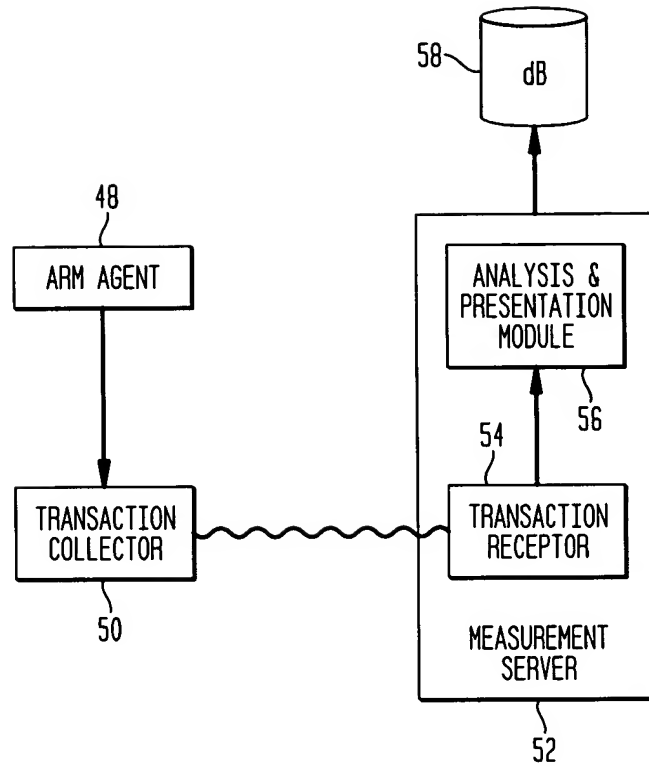 58
dB
48
ARM AGENT
ANALYSIS &
PRESENTATION
MODULE
56
54
TRANSACTION
COLLECTOR
TRANSACTION
RECEPTOR
50
MEASUREMENT
SERVER
52